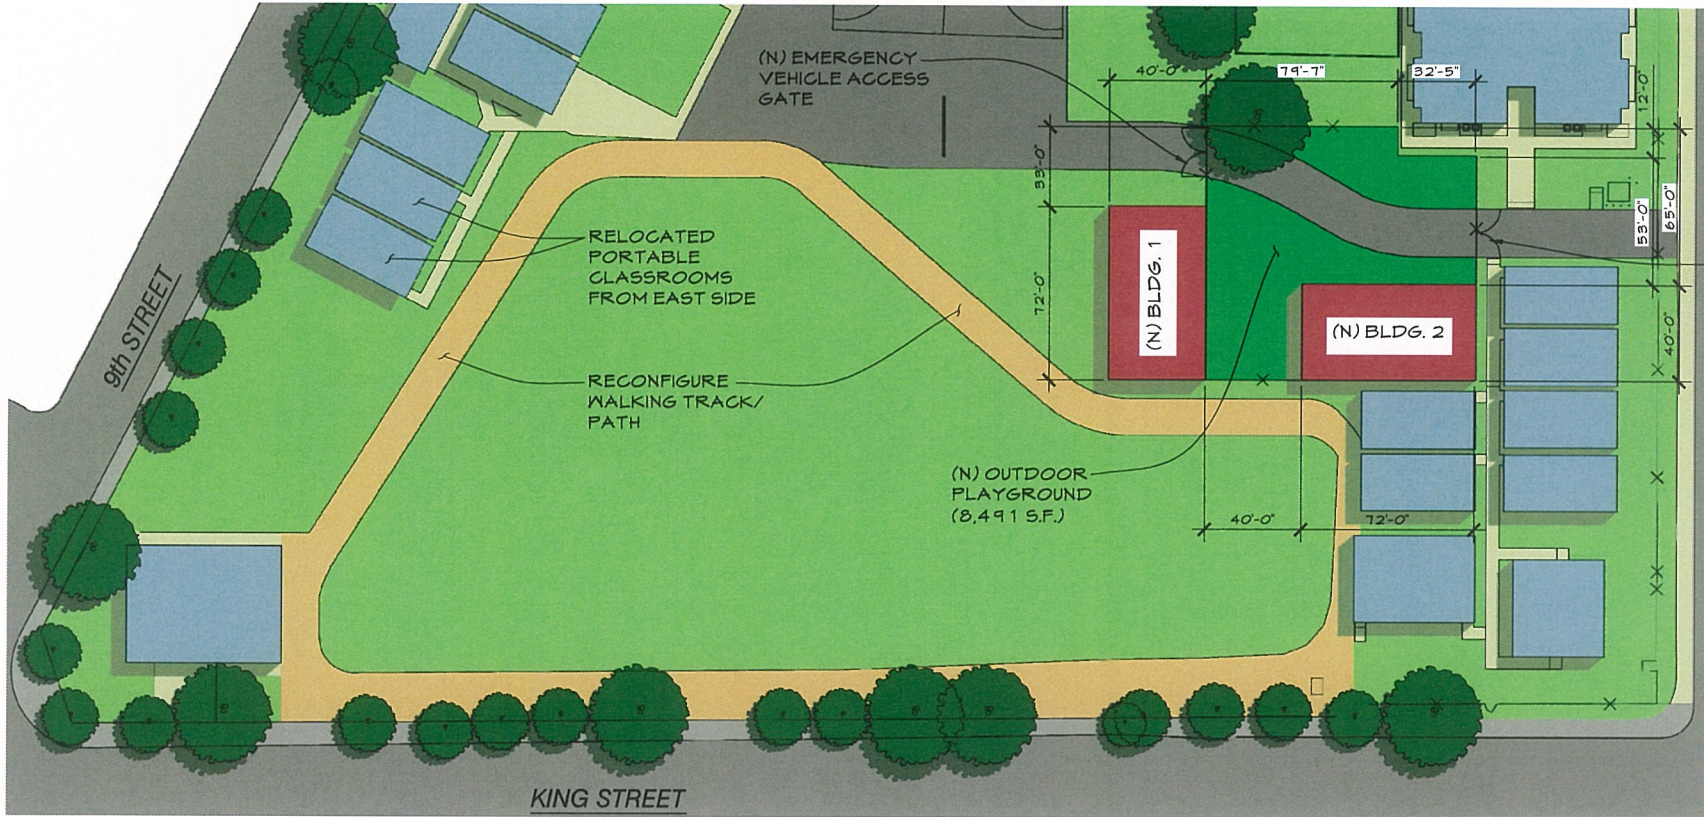 (N) EMERGENCY
VEHICLE ACCESS
GATE
40'-0"
79'-7"
32'-5"
12'-0"
33'-0"
72'-0"
53'-0"
65'-0"
40'-0"
(N) BLDG. 1
(N) BLDG. 2
RELOCATED
PORTABLE
CLASSROOMS
FROM EAST SIDE
RECONFIGURE
WALKING TRACK/
PATH
(N) OUTDOOR
PLAYGROUND
(8,491 S.F.)
40'-0"
72'-0"
9th STREET
KING STREET